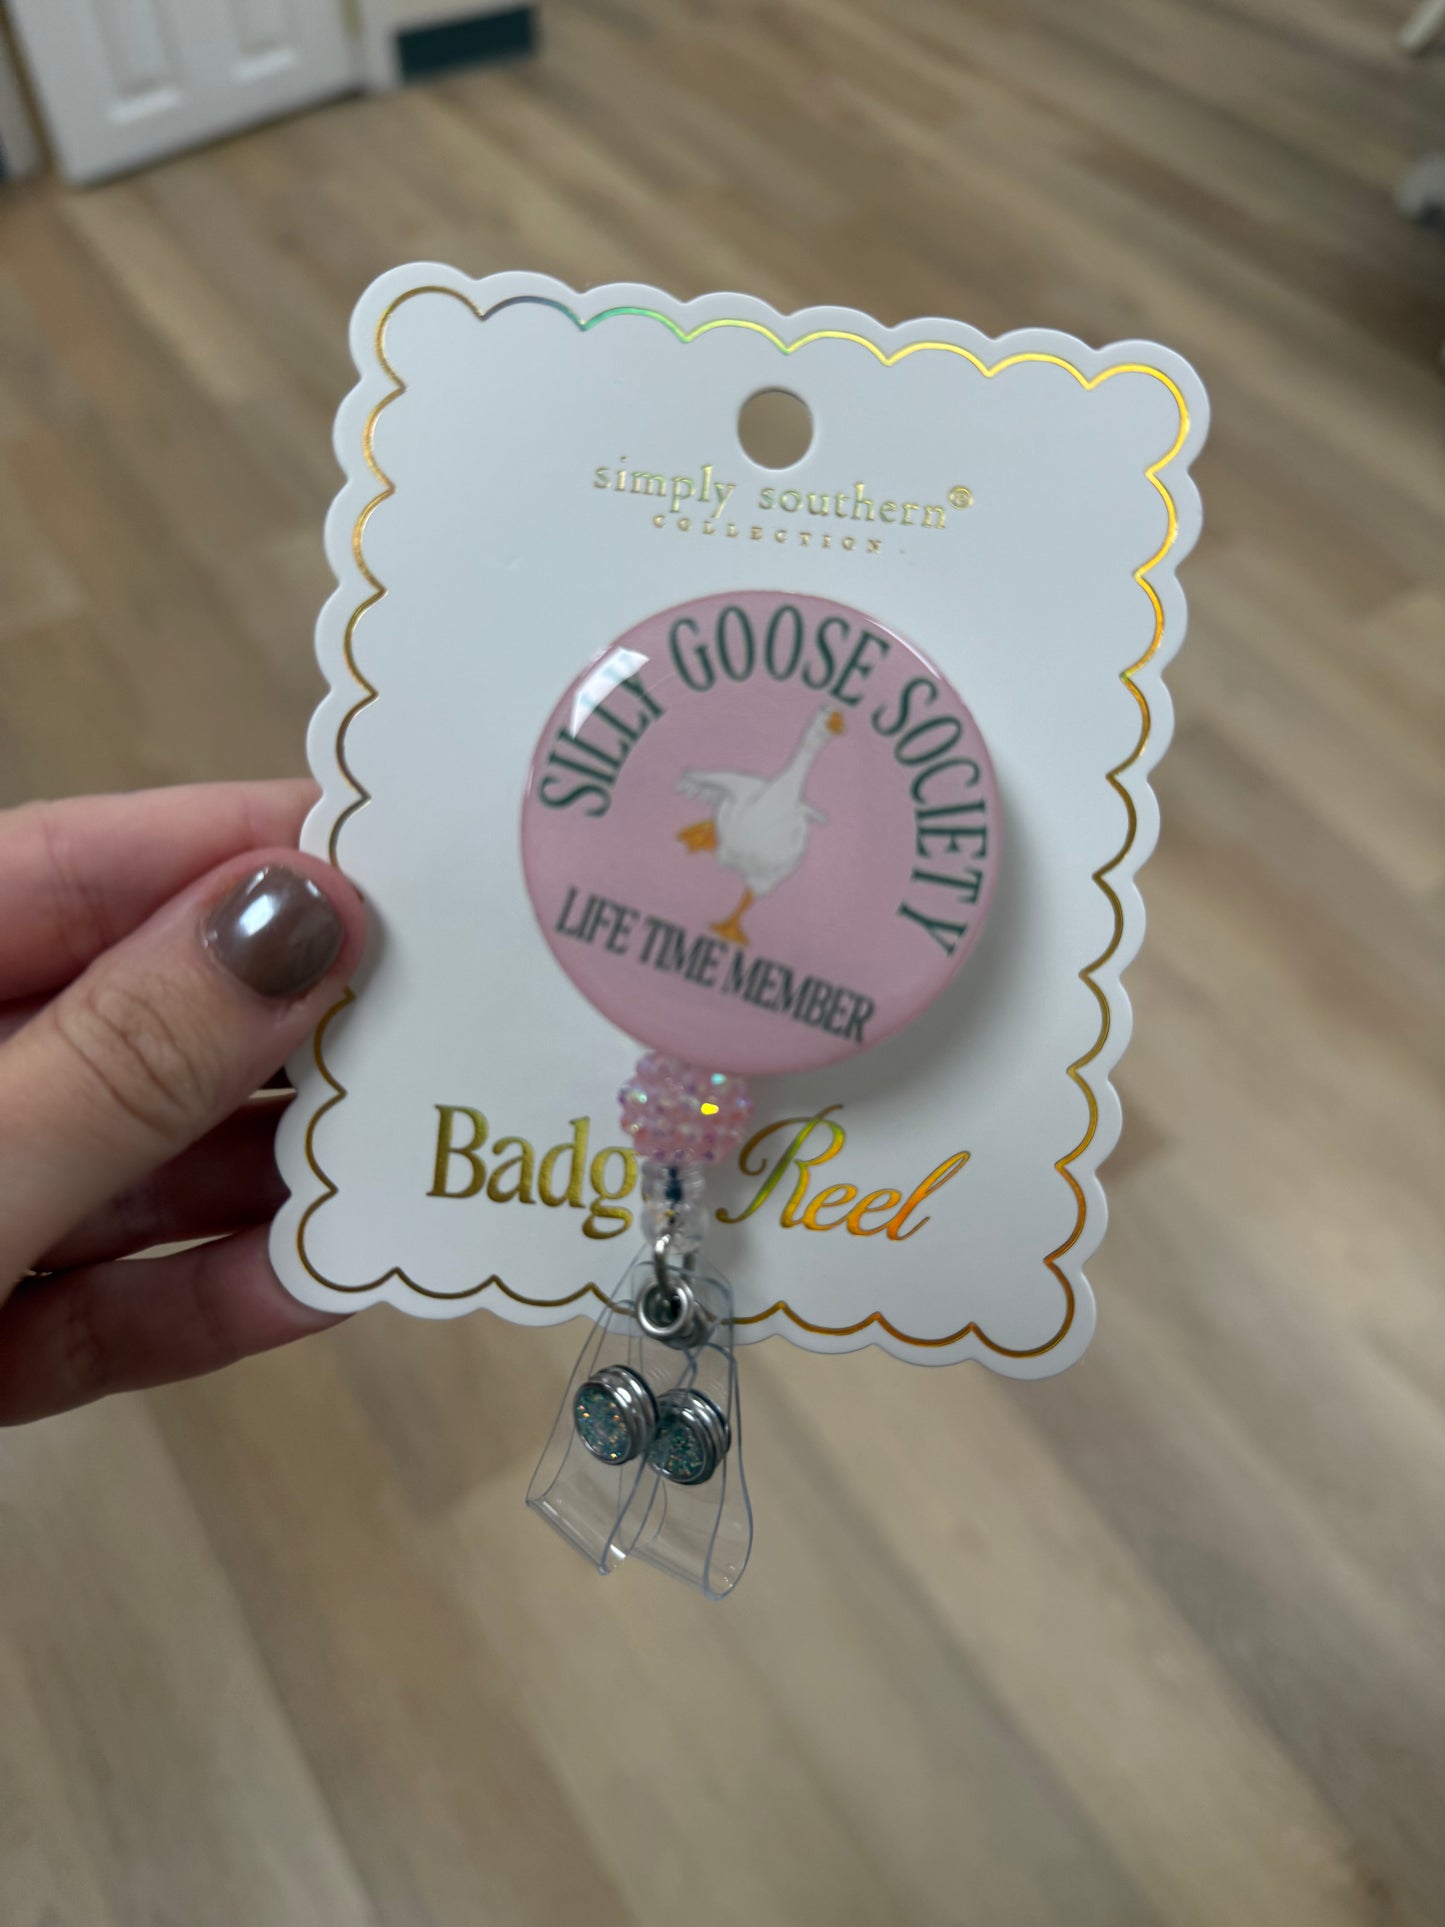 simply southern®
COLLECTION
SILLY GOOSE SOCIETY
LIFE TIME MEMBER
Badg Reel